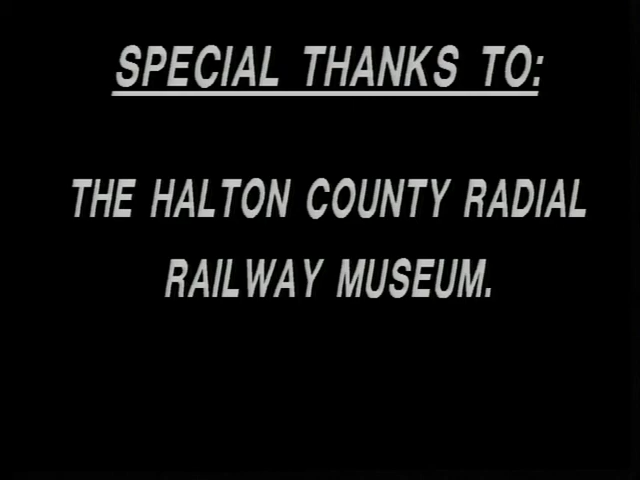 SPECIAL THANKS TO:
THE HALTON COUNTY RADIAL
RAILWAY MUSEUM.